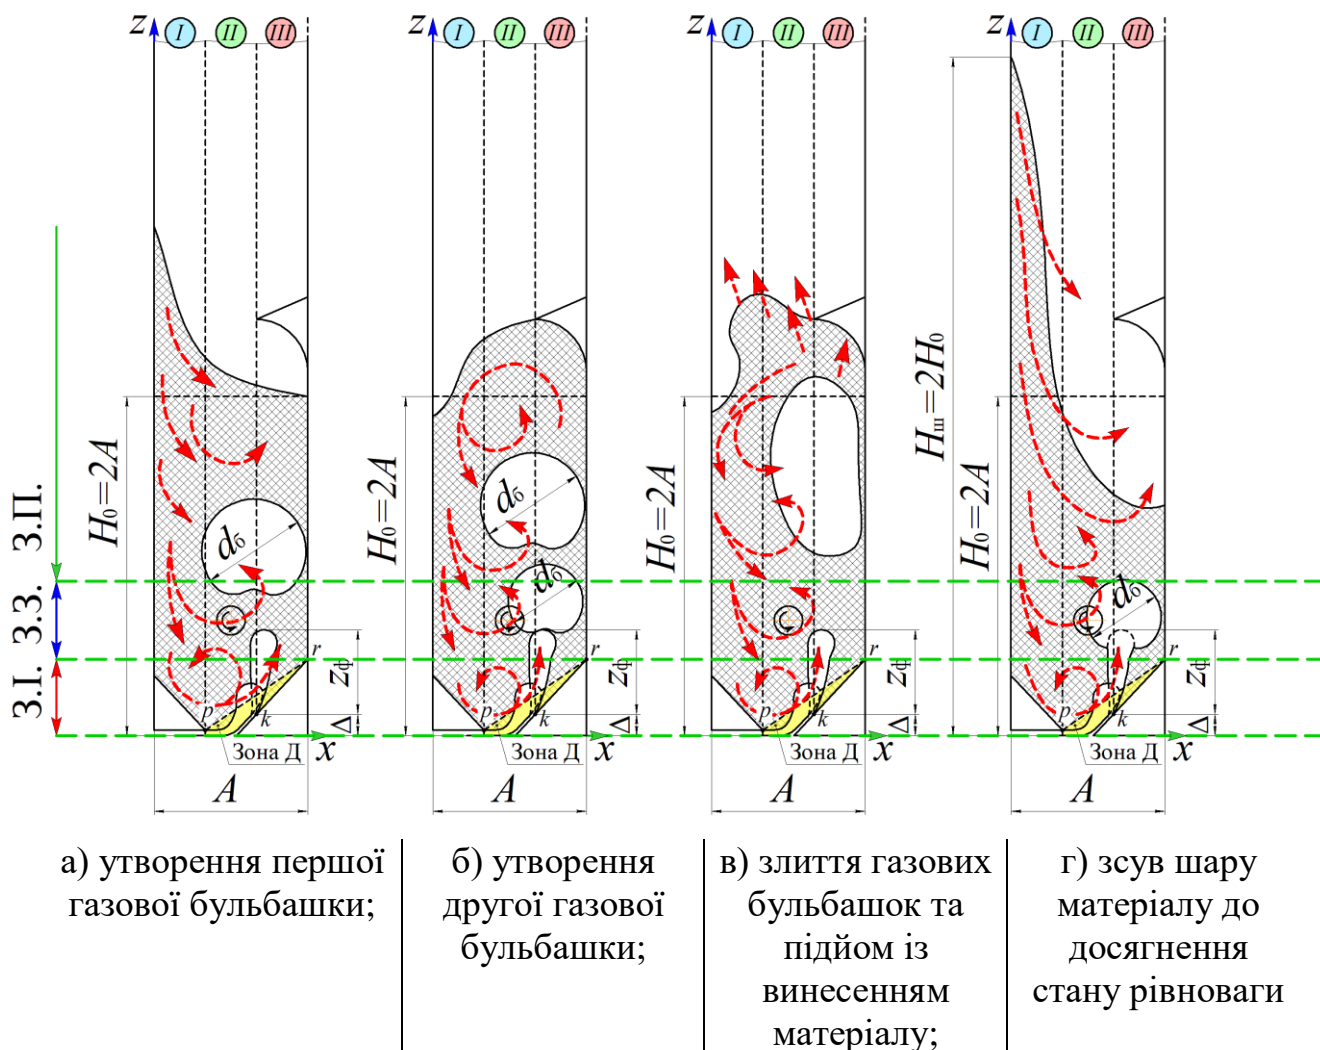 z I II III
z I II III
z I II III
z I II III
H₀=2A
dб
zф
Δ
r
p
k
Зона Д
x
A
H₀=2A
dб
dб
zф
Δ
r
p
k
Зона Д
x
A
H₀=2A
zф
Δ
r
p
k
Зона Д
x
A
Hш=2H₀
H₀=2A
dб
zф
Δ
r
p
k
Зона Д
x
A
З.П.
З.З.
З.І.
а) утворення першої
газової бульбашки;
б) утворення
другої газової
бульбашки;
в) злиття газових
бульбашок та
підйом із
винесенням
матеріалу;
г) зсув шару
матеріалу до
досягнення
стану рівноваги